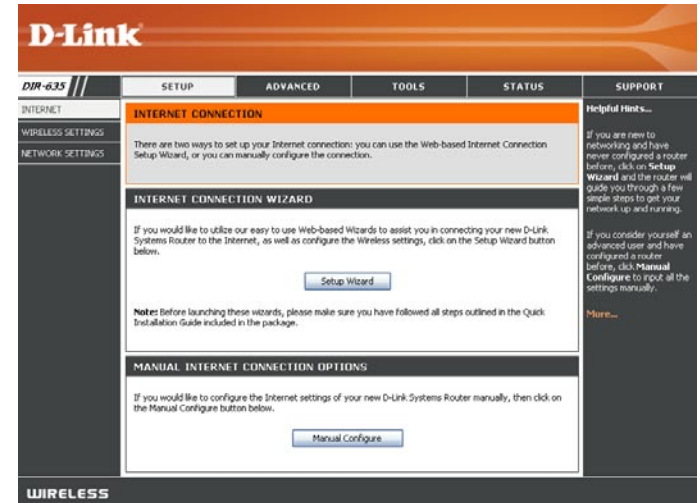 D-Link
DIR-635
SETUP
ADVANCED
TOOLS
STATUS
SUPPORT
INTERNET
WIRELESS SETTINGS
NETWORK SETTINGS
INTERNET CONNECTION
There are two ways to set up your Internet connection: you can use the Web-based Internet Connection
Setup Wizard, or you can manually configure the connection.
INTERNET CONNECTION WIZARD
If you would like to utilize our easy to use Web-based Wizards to assist you in connecting your new D-Link
Systems Router to the Internet, as well as configure the Wireless settings, click on the Setup Wizard button
below.
Setup Wizard
Note: Before launching these wizards, please make sure you have followed all steps outlined in the Quick
Installation Guide included in the package.
MANUAL INTERNET CONNECTION OPTIONS
If you would like to configure the Internet settings of your new D-Link Systems Router manually, then click on
the Manual Configure button below.
Manual Configure
Helpful Hints...
If you are new to
networking and have
never configured a router
before, click on Setup
Wizard and the router will
guide you through a few
simple steps to get your
network up and running.
If you consider yourself an
advanced user and have
configured a router
before, click Manual
Configure to input all the
settings manually.
More...
WIRELESS